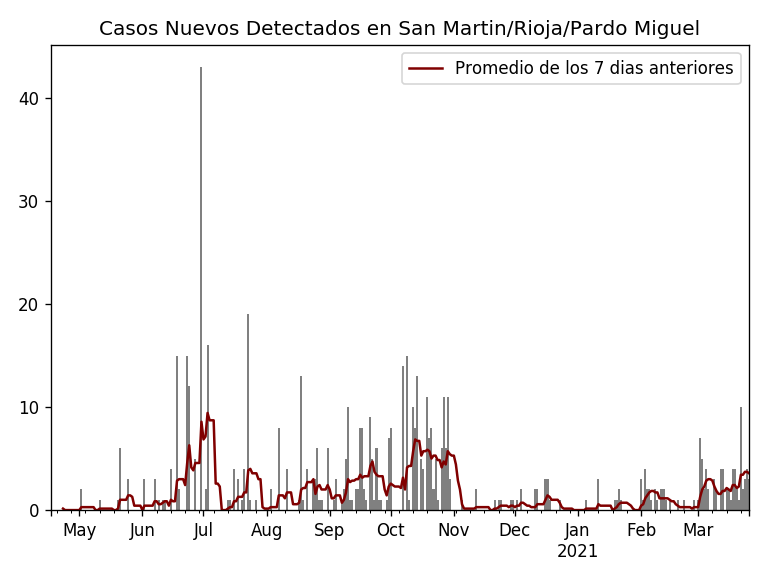 Casos Nuevos Detectados en San Martin/Rioja/Pardo Miguel
Promedio de los 7 dias anteriores
40
30
20
10
0
May Jun Jul Aug Sep Oct Nov Dec Jan Feb Mar
2021